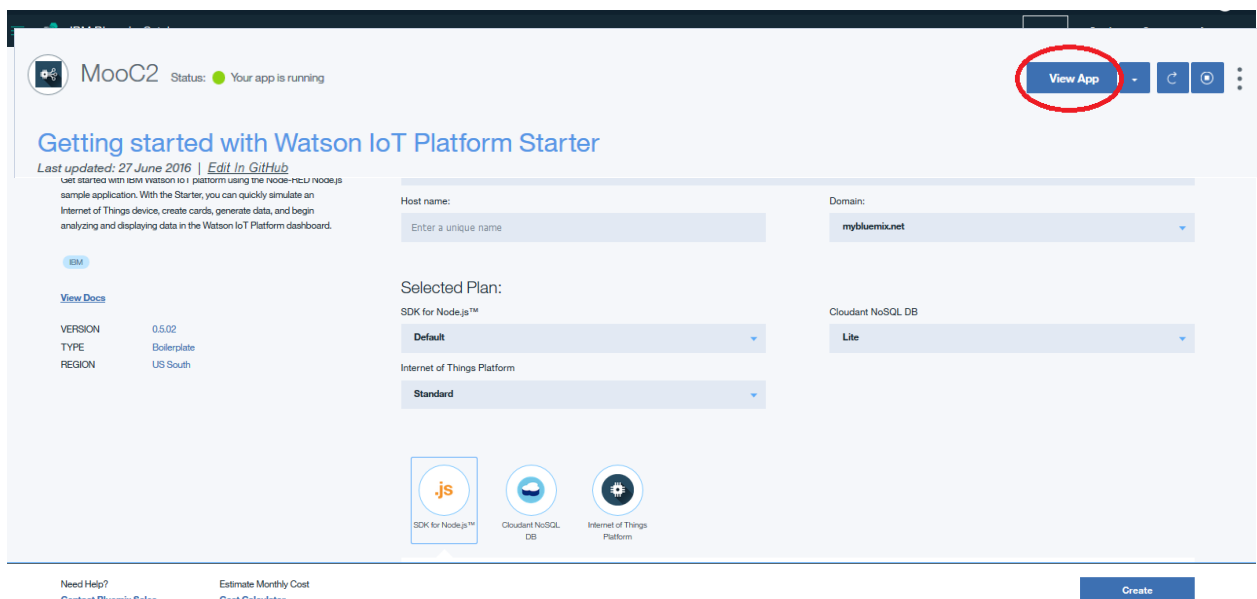 MooC2 Status: Your app is running
View App
Getting started with Watson IoT Platform Starter
Last updated: 27 June 2016 | Edit In GitHub
Get started with IBM Watson IoT platform using the Node-RED Node.js
sample application. With the Starter, you can quickly simulate an
Internet of Things device, create cards, generate data, and begin
analyzing and displaying data in the Watson IoT Platform dashboard.
IBM
View Docs
VERSION 0.5.02
TYPE Boilerplate
REGION US South
Host name:
Domain:
Enter a unique name
mybluemix.net
Selected Plan:
SDK for Node.js™
Cloudant NoSQL DB
Default
Lite
Internet of Things Platform
Standard
.js
SDK for Node.js™
Cloudant NoSQL
DB
Internet of Things
Platform
Need Help?
Estimate Monthly Cost
Contact Bluemix Sales
Cost Calculator
Create